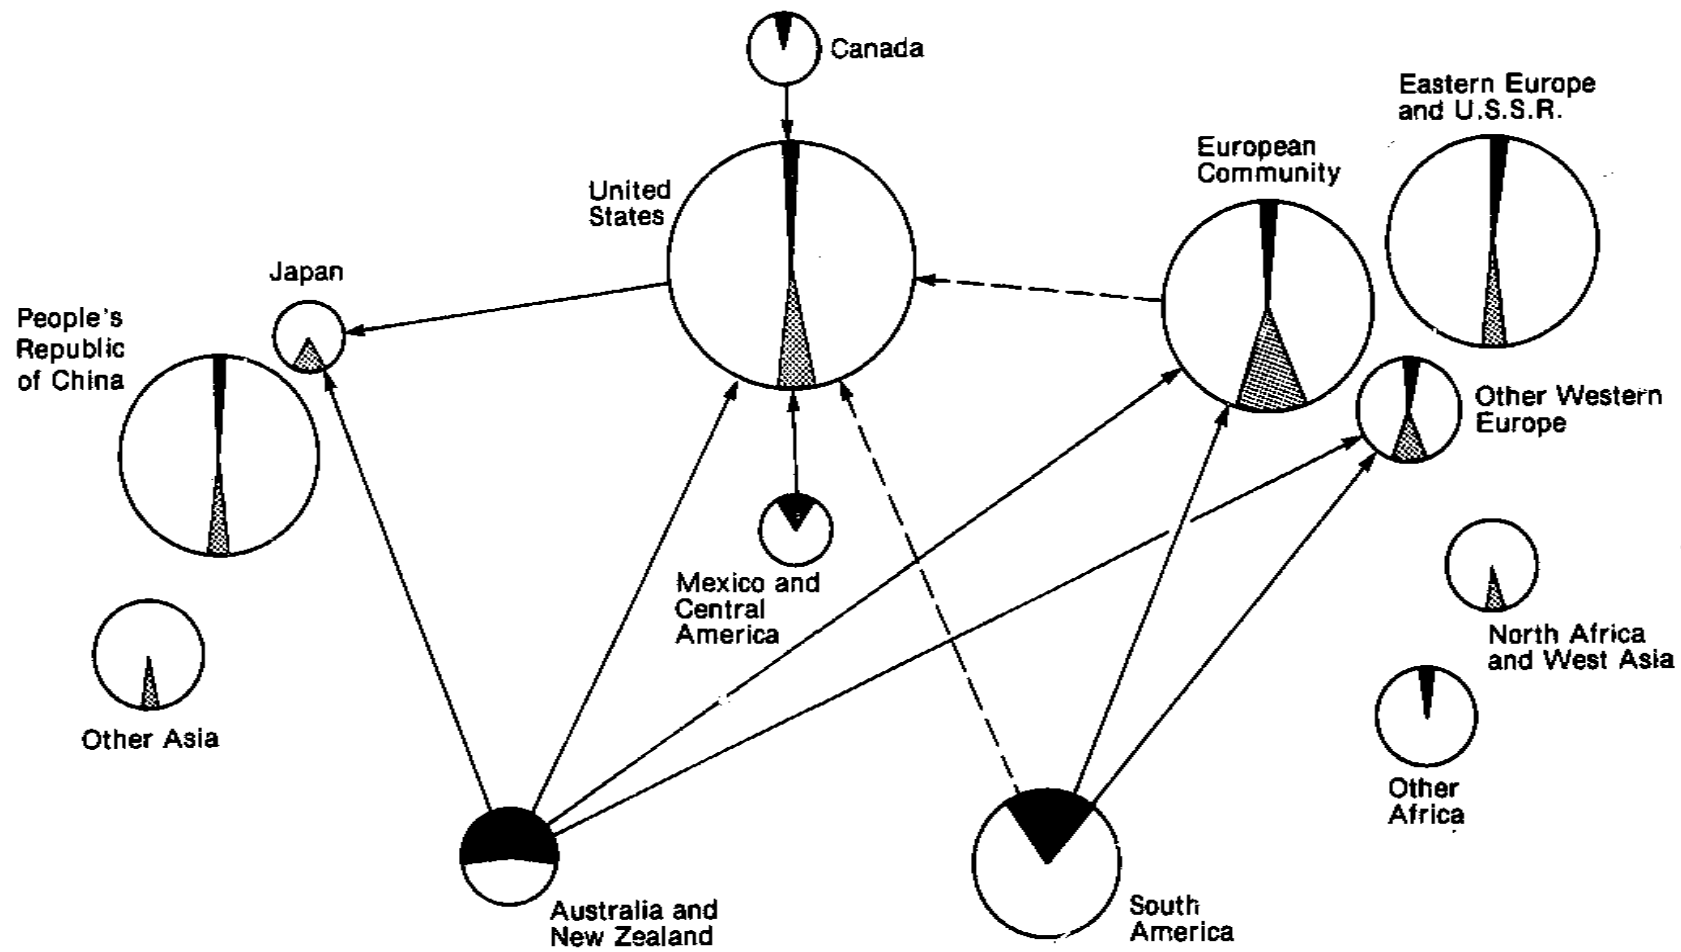 Canada
Eastern Europe
and U.S.S.R.
European
Community
United
States
Japan
People's
Republic
of China
Other Western
Europe
Mexico and
Central
America
North Africa
and West Asia
Other Asia
Other
Africa
Australia and
New Zealand
South
America